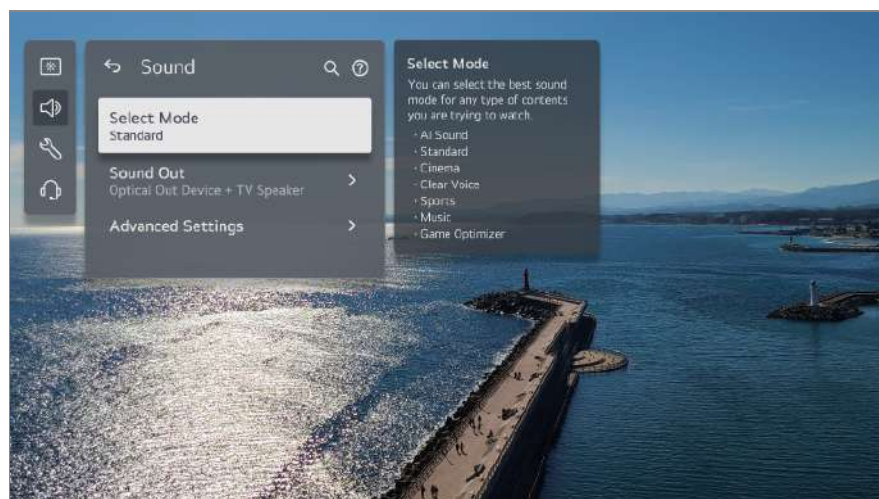 Sound
Select Mode
Standard
Sound Out
Optical Out Device + TV Speaker
Advanced Settings
Select Mode
You can select the best sound
mode for any type of contents
you are trying to watch.
· AI Sound
· Standard
· Cinema
· Clear Voice
· Sports
· Music
· Game Optimizer